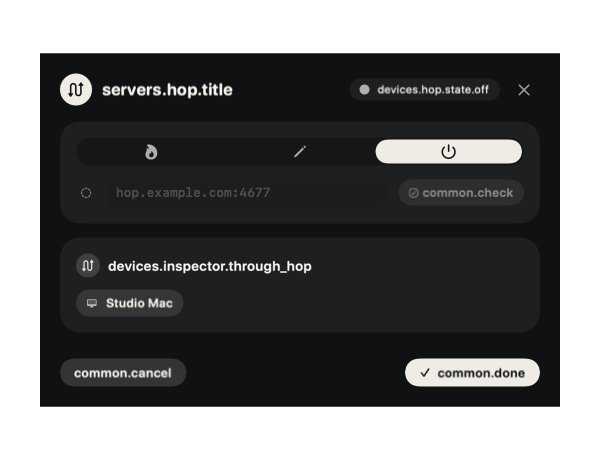 servers.hop.title
devices.hop.state.off
hop.example.com:4677
common.check
devices.inspector.through_hop
Studio Mac
common.cancel
common.done